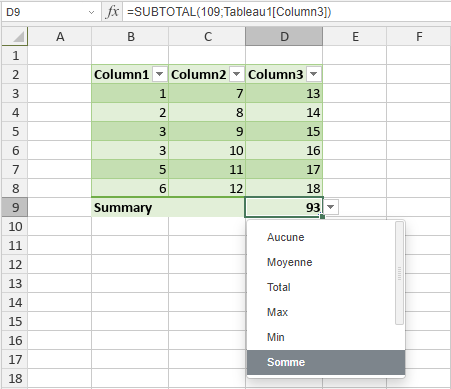 D9 fx =SUBTOTAL(109;Tableau1[Column3])
A B C D E F
1
2 Column1 Column2 Column3
3 1 7 13
4 2 8 14
5 3 9 15
6 3 10 16
7 5 11 17
8 6 12 18
9 Summary 93
10
11 Aucune
12 Moyenne
13 Total
14
15 Max
16 Min
17 Somme
18